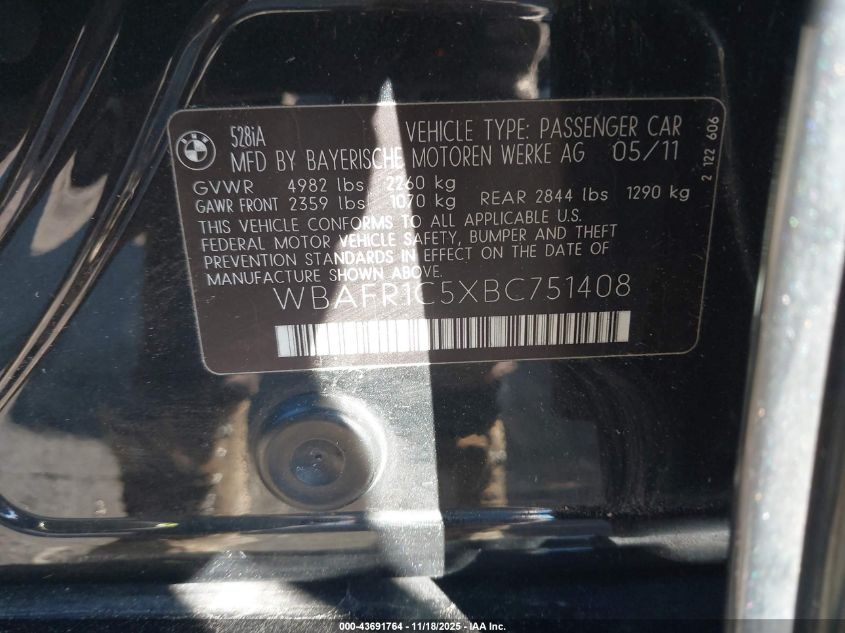 BMW
528iA VEHICLE TYPE: PASSENGER CAR
MFD BY BAYERISCHE MOTOREN WERKE AG 05/11
GVWR 4982 lbs 2260 kg
GAWR FRONT 2359 lbs 1070 kg REAR 2844 lbs 1290 kg
THIS VEHICLE CONFORMS TO ALL APPLICABLE U.S.
FEDERAL MOTOR VEHICLE SAFETY, BUMPER AND THEFT
PREVENTION STANDARDS IN EFFECT ON THE DATE OF
MANUFACTURE SHOWN ABOVE.
WBAFR1C5XBC751408
2 122 606
000-43691764 - 11/18/2025 - IAA Inc.